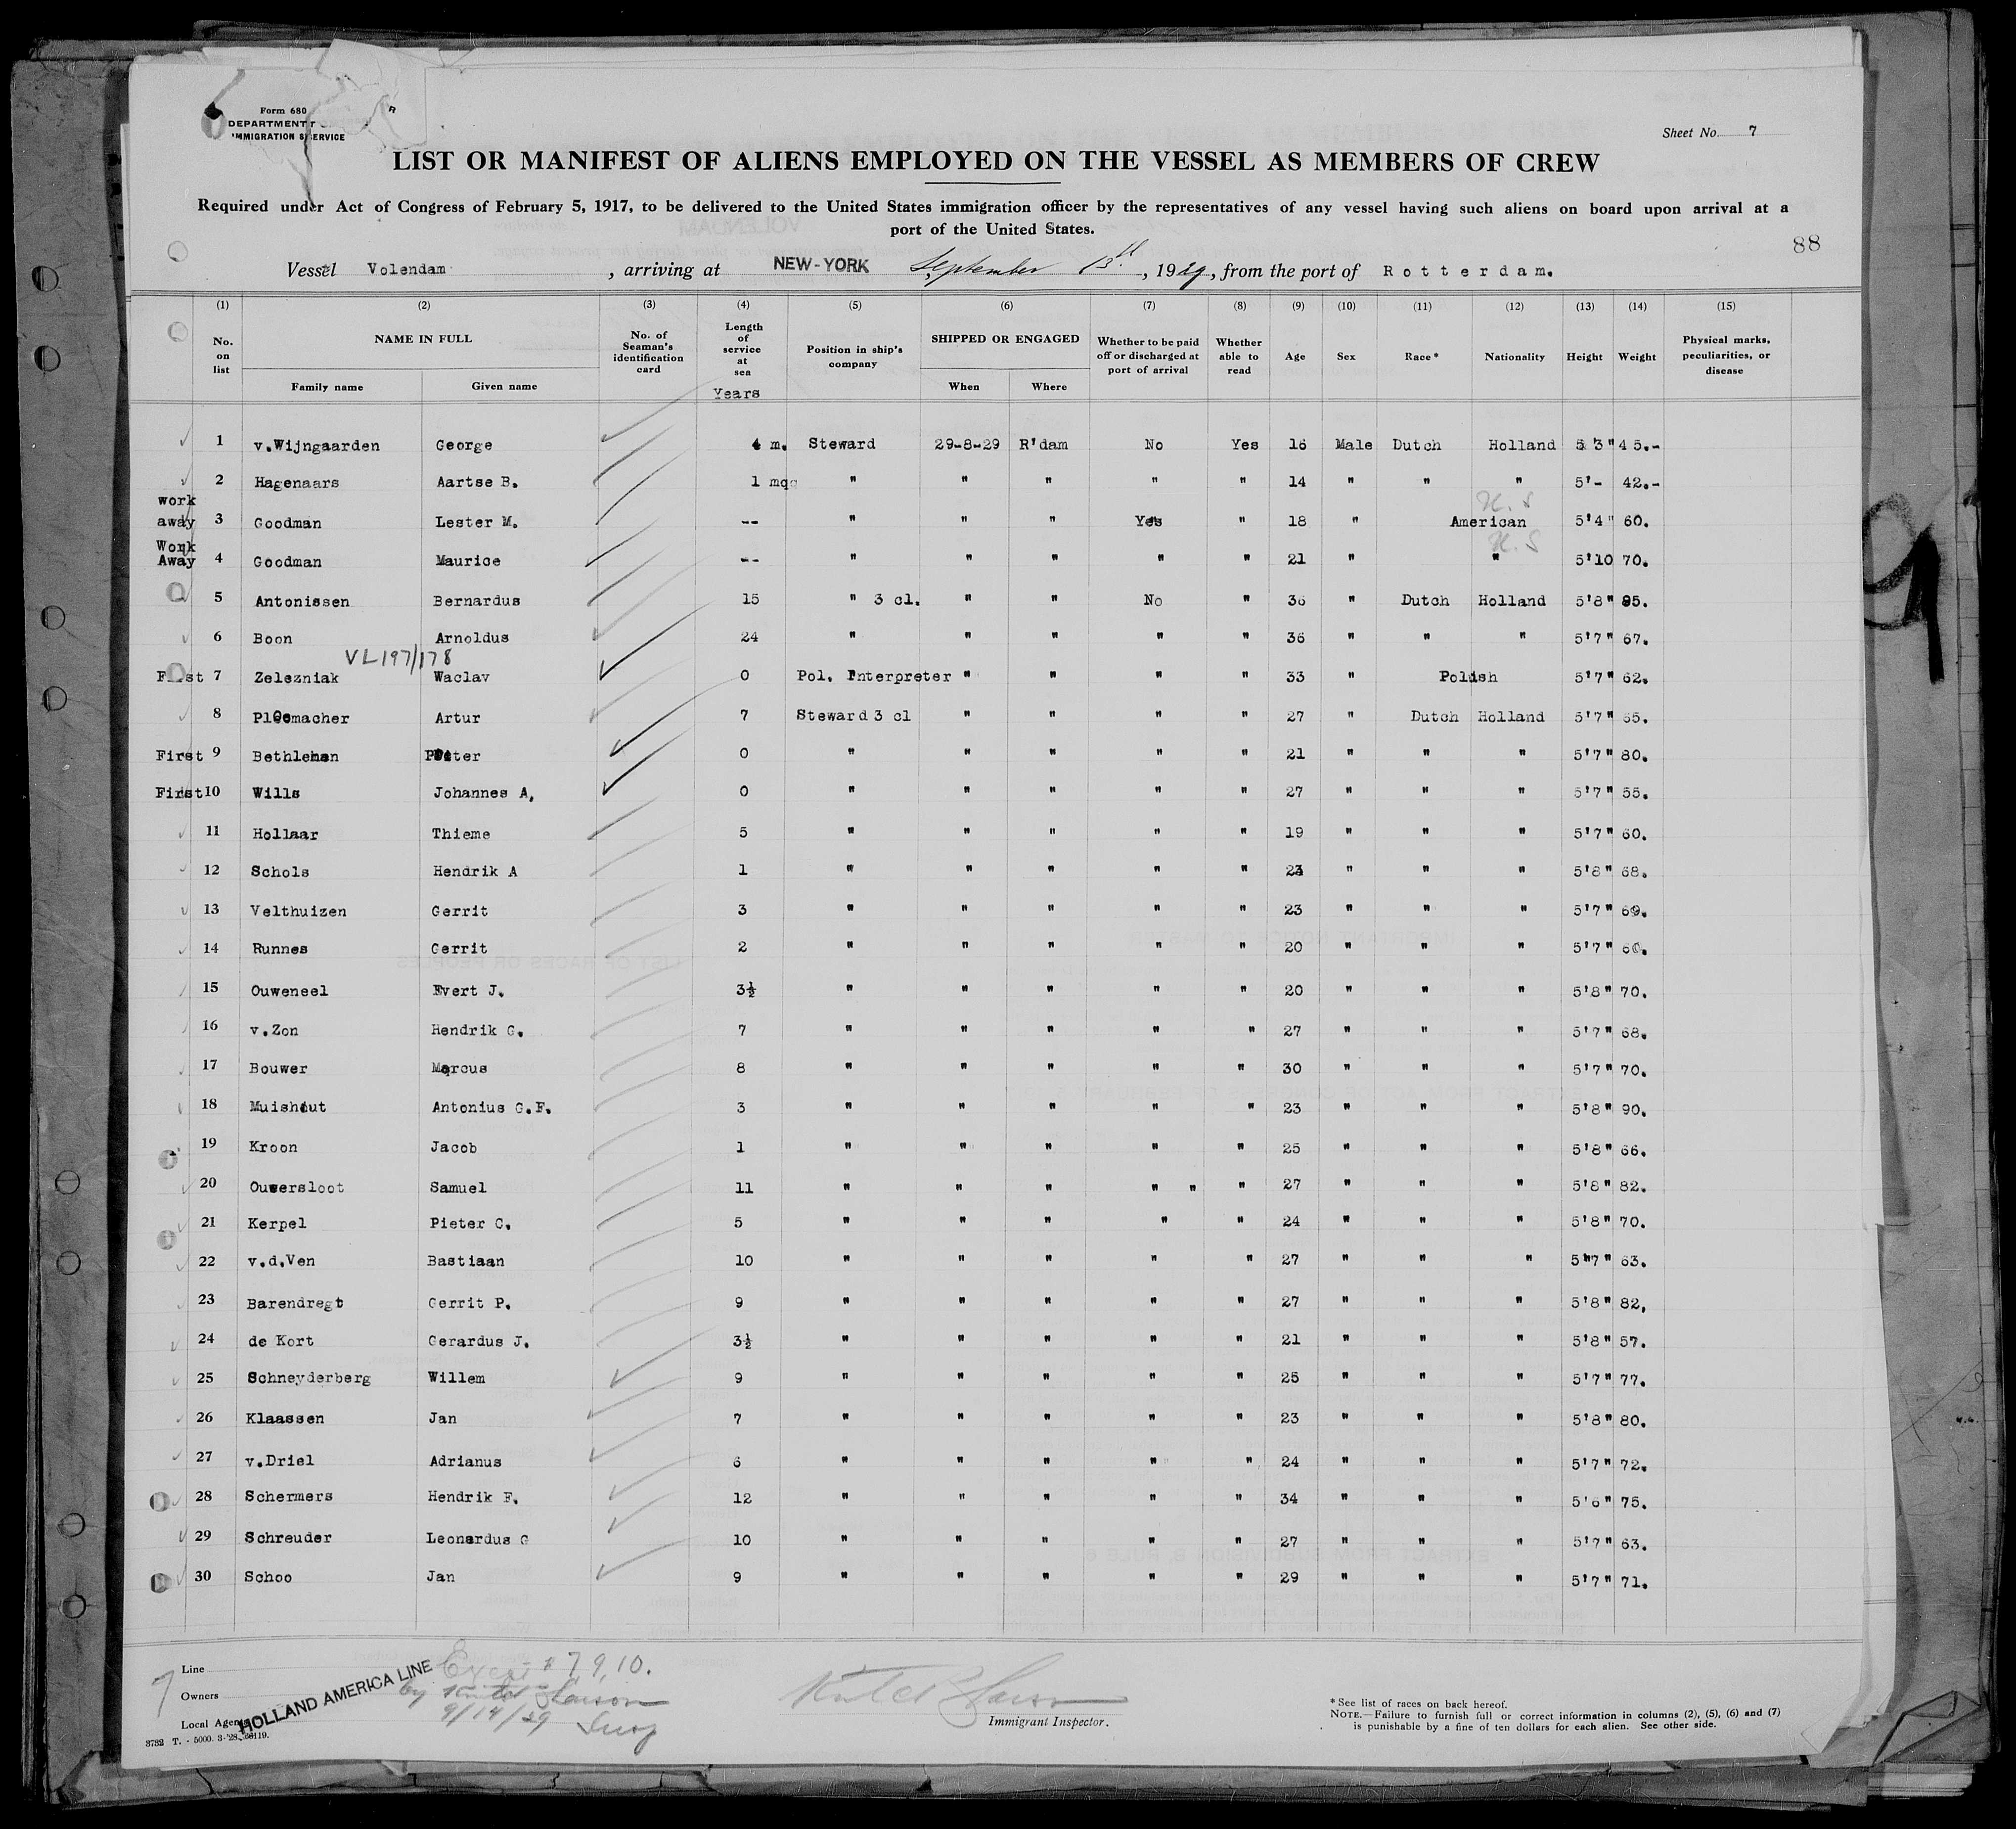 Form 680
DEPARTMENT
IMMIGRATION SERVICE
Sheet No. 7
LIST OR MANIFEST OF ALIENS EMPLOYED ON THE VESSEL AS MEMBERS OF CREW
Required under Act of Congress of February 5, 1917, to be delivered to the United States immigration officer by the representatives of any vessel having such aliens on board upon arrival at a
port of the United States.
88
Vessel Volendam, arriving at NEW-YORK September 13th, 1929, from the port of Rotterdam.
(1) (2) (3) (4) (5) (6) (7) (8) (9) (10) (11) (12) (13) (14) (15)
No. on list NAME IN FULL Family name Given name No. of Seaman's identification card Length of service at sea Years Position in ship's company SHIPPED OR ENGAGED When Where Whether to be paid off or discharged at port of arrival Whether able to read Age Sex Race* Nationality Height Weight Physical marks, peculiarities, or disease
1 v.Wijngaarden George 4 m. Steward 29-8-29 R'dam No Yes 16 Male Dutch Holland 5 3" 45.-
2 Hagenaars Aartse B. 1 mo " " " " " 14 " " " 5'- 42.-
U.S
work away 3 Goodman Lester M. -- " " " Yes " 18 " American 5'4" 60.
U.S
Work Away 4 Goodman Maurice -- " " " " " 21 " " 5'10 70.
5 Antonissen Bernardus 15 " 3 cl. " " No " 36 " Dutch Holland 5'8" 95.
6 Boon Arnoldus 24 " " " " " 36 " " " 5'7" 67.
VL197/178
First 7 Zelezniak Waclav 0 Pol. Interpreter " " " " 33 " Polish 5'7" 62.
8 Ploemacher Artur 7 Steward 3 cl " " " " 27 " Dutch Holland 5'7" 55.
First 9 Bethlehen Pieter 0 " " " " " 21 " " " 5'7" 80.
First 10 Wills Johannes A, 0 " " " " " 27 " " " 5'7" 55.
11 Hollaar Thieme 5 " " " " " 19 " " " 5'7" 60.
12 Schols Hendrik A 1 " " " " " 23 " " " 5'8" 68.
13 Velthuizen Gerrit 3 " " " " " 23 " " " 5'7" 69.
14 Runnes Gerrit 2 " " " " " 20 " " " 5'7" 60.
15 Ouweneel Evert J. 3½ " " " " " 20 " " " 5'8" 70.
16 v.Zon Hendrik G. 7 " " " " " 27 " " " 5'7" 68.
17 Bouwer Marcus 8 " " " " " 30 " " " 5'7" 70.
18 Muishout Antonius G.F. 3 " " " " " 23 " " " 5'8" 90.
19 Kroon Jacob 1 " " " " " 25 " " " 5'8" 66.
20 Ouwersloot Samuel 11 " " " " " " 27 " " " 5'8" 82.
21 Kerpel Pieter C. 5 " " " " " 24 " " " 5'8" 70.
22 v.d.Ven Bastiaan 10 " " " " " 27 " " " 5'7" 63.
23 Barendregt Gerrit P. 9 " " " " " 27 " " " 5'8" 82,
24 de Kort Gerardus J. 3½ " " " " " 21 " " " 5'8" 57.
25 Schneyderberg Willem 9 " " " " " 25 " " " 5'7" 77.
26 Klaassen Jan 7 " " " " " 23 " " " 5'8" 80.
27 v.Driel Adrianus 6 " " " " " 24 " " " 5'7" 72.
28 Schermers Hendrik F. 12 " " " " " 34 " " " 5'6" 75.
29 Schreuder Leonardus G 10 " " " " " 27 " " " 5'7" 63.
30 Schoo Jan 9 " " " " " 29 " " " 5'7" 71.
7
Line
Owners
Local Agents
HOLLAND AMERICA LINE
Except # 7 9, 10.
by
9/14/29 Insp
Immigrant Inspector.
3732 T. - 5000. 3-'28.
* See list of races on back hereof.
NOTE.—Failure to furnish full or correct information in columns (2), (5), (6) and (7)
is punishable by a fine of ten dollars for each alien. See other side.